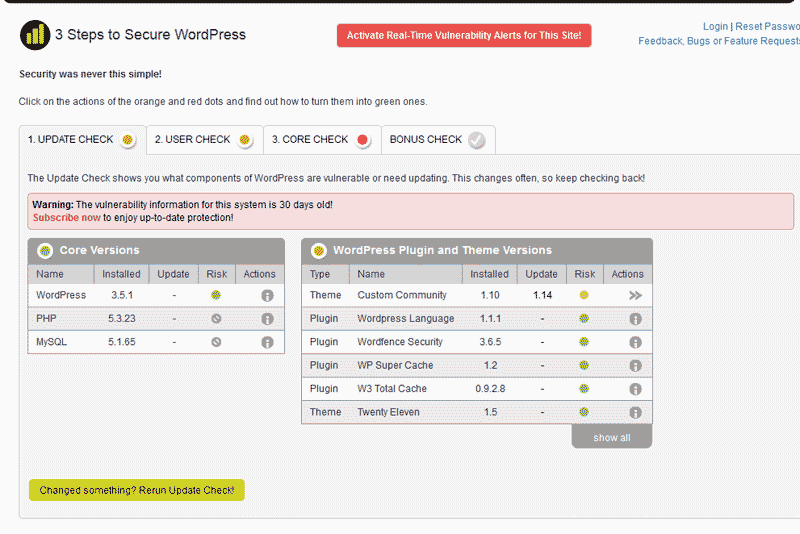 3 Steps to Secure WordPress
Activate Real-Time Vulnerability Alerts for This Site!
Login | Reset Passwo
Feedback, Bugs or Feature Requests
Security was never this simple!
Click on the actions of the orange and red dots and find out how to turn them into green ones.
1. UPDATE CHECK 2. USER CHECK 3. CORE CHECK BONUS CHECK
The Update Check shows you what components of WordPress are vulnerable or need updating. This changes often, so keep checking back!
Warning: The vulnerability information for this system is 30 days old!
Subscribe now to enjoy up-to-date protection!
Core Versions
Name Installed Update Risk Actions
WordPress 3.5.1 -
PHP 5.3.23 -
MySQL 5.1.65 -
WordPress Plugin and Theme Versions
Type Name Installed Update Risk Actions
Theme Custom Community 1.10 1.14
Plugin Wordpress Language 1.1.1 -
Plugin Wordfence Security 3.6.5 -
Plugin WP Super Cache 1.2 -
Plugin W3 Total Cache 0.9.2.8 -
Theme Twenty Eleven 1.5 -
show all
Changed something? Rerun Update Check!